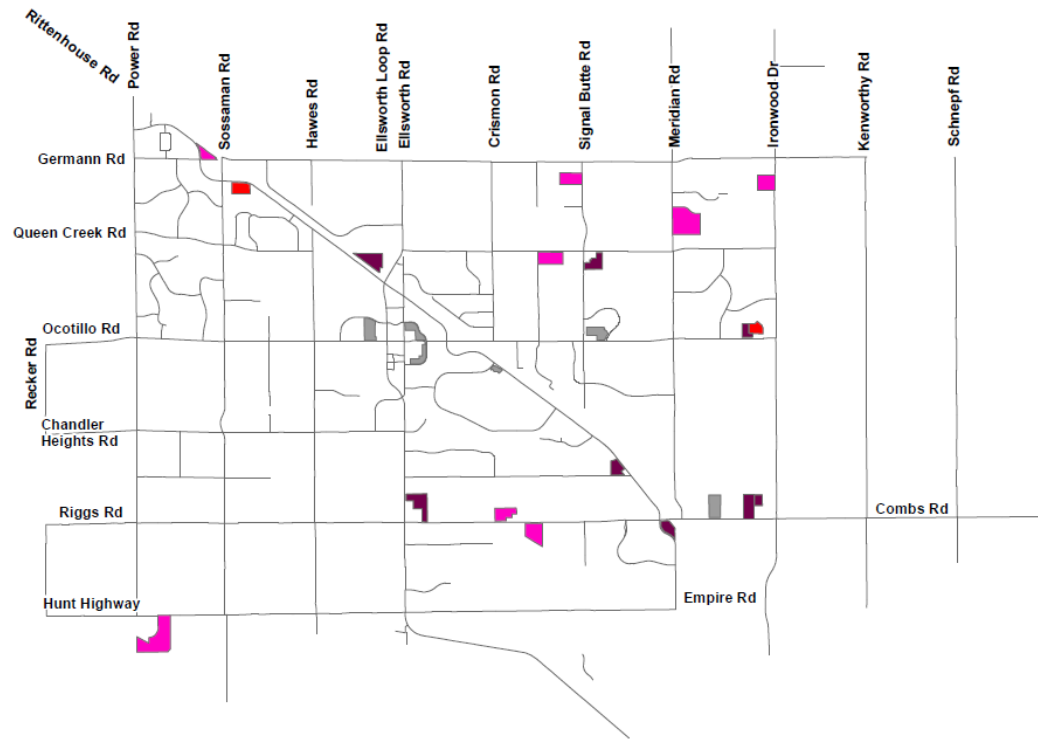 Rittenhouse Rd
Power Rd
Sossaman Rd
Hawes Rd
Ellsworth Loop Rd
Ellsworth Rd
Crismon Rd
Signal Butte Rd
Meridian Rd
Ironwood Dr
Kenworthy Rd
Schnepf Rd
Germann Rd
Queen Creek Rd
Ocotillo Rd
Recker Rd
Chandler
Heights Rd
Riggs Rd
Combs Rd
Hunt Highway
Empire Rd